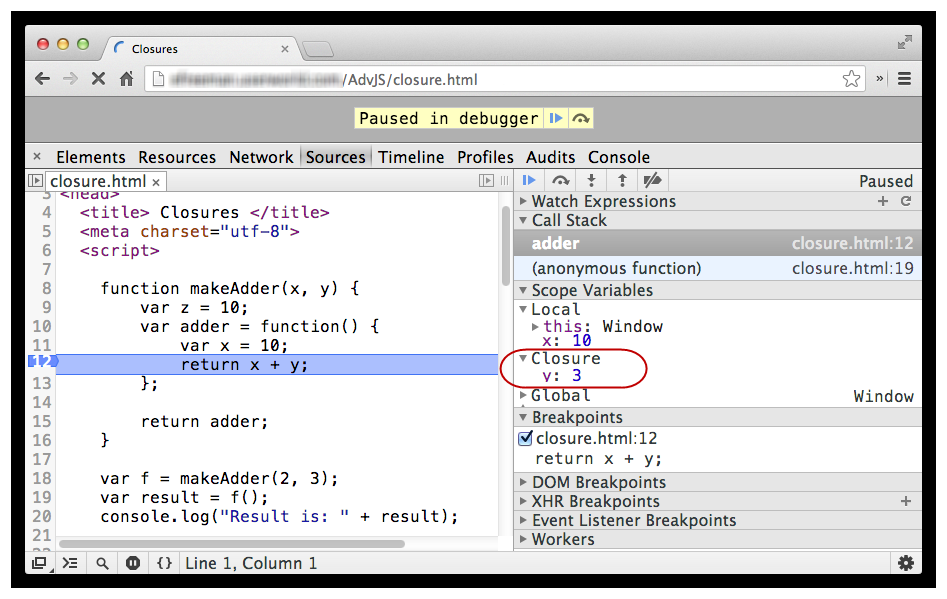 Closures ×
/AdvJS/closure.html
»
Paused in debugger
× Elements Resources Network Sources Timeline Profiles Audits Console
closure.html ×
3 <head>
4 <title> Closures </title>
5 <meta charset="utf-8">
6 <script>
7
8 function makeAdder(x, y) {
9 var z = 10;
10 var adder = function() {
11 var x = 10;
12 return x + y;
13 };
14
15 return adder;
16 }
17
18 var f = makeAdder(2, 3);
19 var result = f();
20 console.log("Result is: " + result);
21
Paused
Watch Expressions +
Call Stack
adder closure.html:12
(anonymous function) closure.html:19
Scope Variables
Local
this: Window
x: 10
Closure
y: 3
Global Window
Breakpoints
closure.html:12
return x + y;
DOM Breakpoints
XHR Breakpoints +
Event Listener Breakpoints
Workers
{} Line 1, Column 1